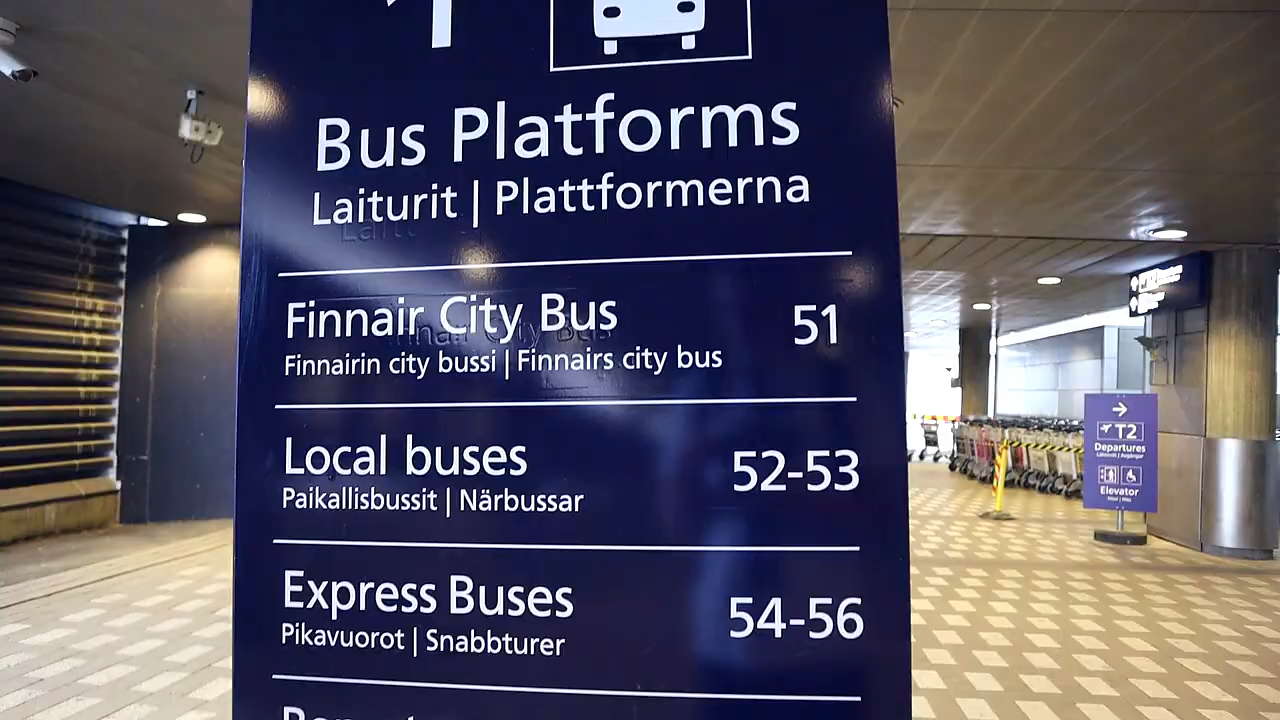 Bus Platforms
Laiturit | Plattformerna
Finnair City Bus 51
Finnairin city bussi | Finnairs city bus
Local buses 52-53
Paikallisbussit | Närbussar
Express Buses 54-56
Pikavuorot | Snabbturer
T2
Departures
Elevator